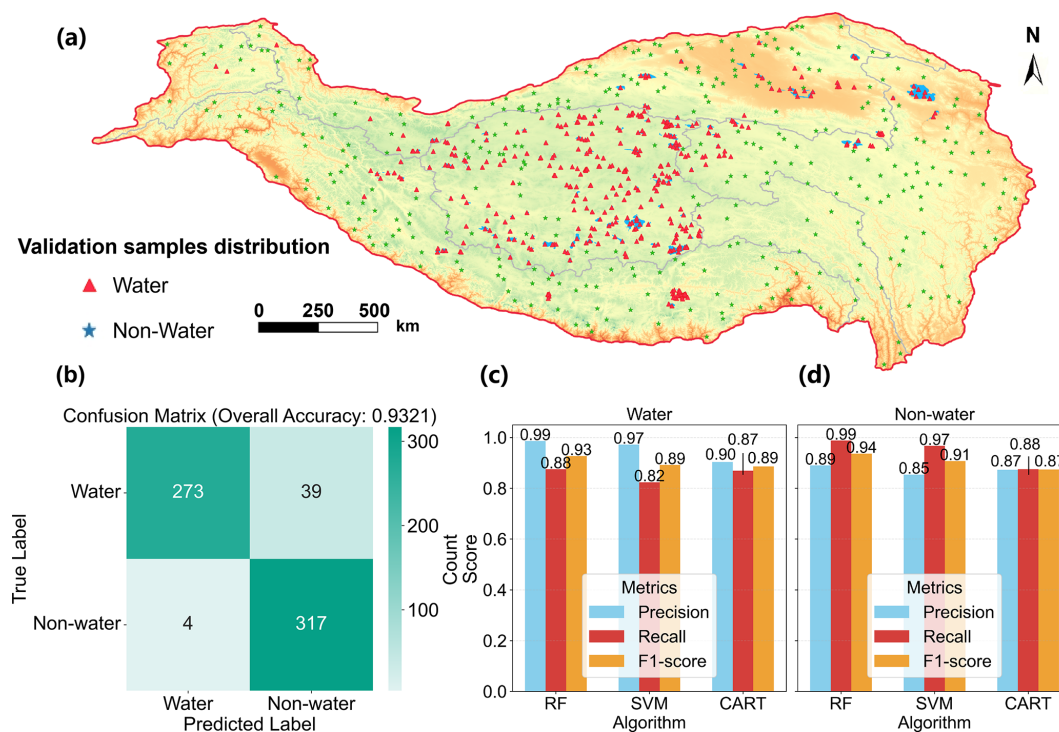 (a)
N
Validation samples distribution
Water
Non-Water
0 250 500
km
(b)
Confusion Matrix (Overall Accuracy: 0.9321)
True Label
Water
Non-water
273 39
4 317
Water Non-water
Predicted Label
300
200
100
Count
(c)
Water
Score
1.0
0.8
0.6
0.4
0.2
0.0
0.99 0.88 0.93
0.97 0.82 0.89
0.90 0.87 0.89
Metrics
Precision
Recall
F1-score
RF SVM CART
Algorithm
(d)
Non-water
0.89 0.99 0.94
0.85 0.97 0.91
0.87 0.88 0.87
Metrics
Precision
Recall
F1-score
RF SVM CART
Algorithm